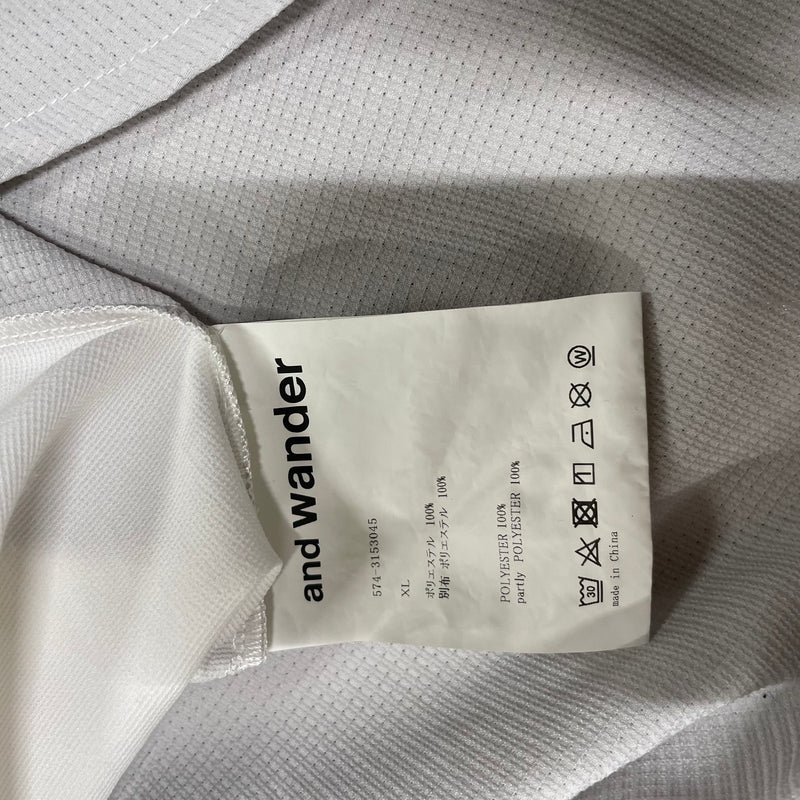 and wander
574-3153045
XL
ポリエステル 100%
別布 ポリエステル 100%
POLYESTER 100%
partly POLYESTER 100%
30
W
made in China